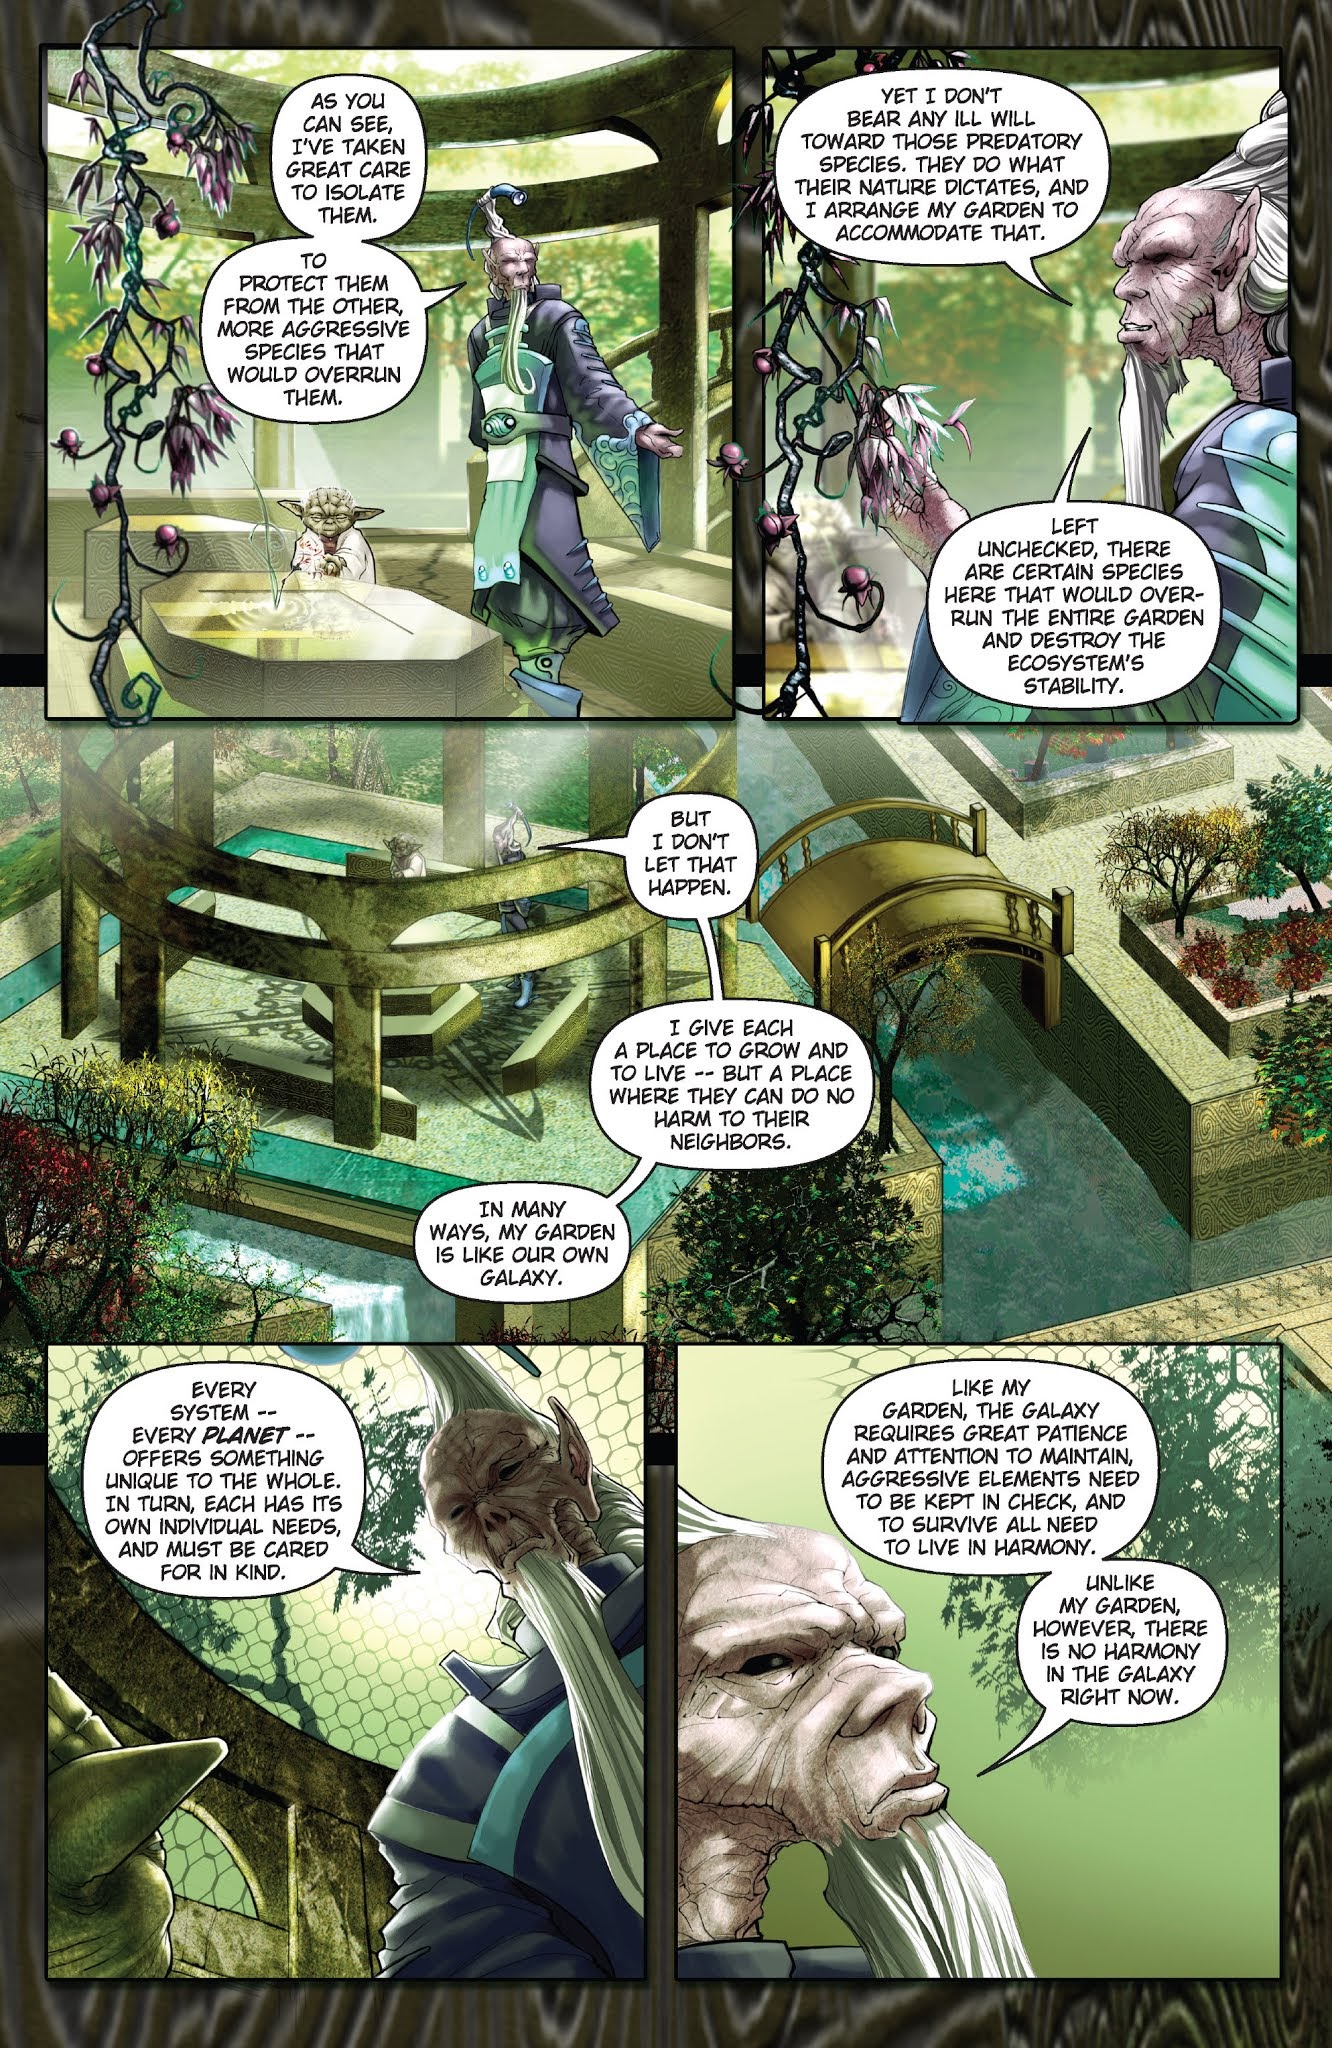 AS YOU
CAN SEE,
I'VE TAKEN
GREAT CARE
TO ISOLATE
THEM.
TO
PROTECT THEM
FROM THE OTHER,
MORE AGGRESSIVE
SPECIES THAT
WOULD OVERRUN
THEM.
YET I DON'T
BEAR ANY ILL WILL
TOWARD THOSE PREDATORY
SPECIES. THEY DO WHAT
THEIR NATURE DICTATES, AND
I ARRANGE MY GARDEN TO
ACCOMMODATE THAT.
LEFT
UNCHECKED, THERE
ARE CERTAIN SPECIES
HERE THAT WOULD OVER-
RUN THE ENTIRE GARDEN
AND DESTROY THE
ECOSYSTEM'S
STABILITY.
BUT
I DON'T
LET THAT
HAPPEN.
I GIVE EACH
A PLACE TO GROW AND
TO LIVE -- BUT A PLACE
WHERE THEY CAN DO NO
HARM TO THEIR
NEIGHBORS.
IN MANY
WAYS, MY GARDEN
IS LIKE OUR OWN
GALAXY.
EVERY
SYSTEM --
EVERY PLANET --
OFFERS SOMETHING
UNIQUE TO THE WHOLE.
IN TURN, EACH HAS ITS
OWN INDIVIDUAL NEEDS,
AND MUST BE CARED
FOR IN KIND.
LIKE MY
GARDEN, THE GALAXY
REQUIRES GREAT PATIENCE
AND ATTENTION TO MAINTAIN,
AGGRESSIVE ELEMENTS NEED
TO BE KEPT IN CHECK, AND
TO SURVIVE ALL NEED
TO LIVE IN HARMONY.
UNLIKE
MY GARDEN,
HOWEVER, THERE
IS NO HARMONY
IN THE GALAXY
RIGHT NOW.